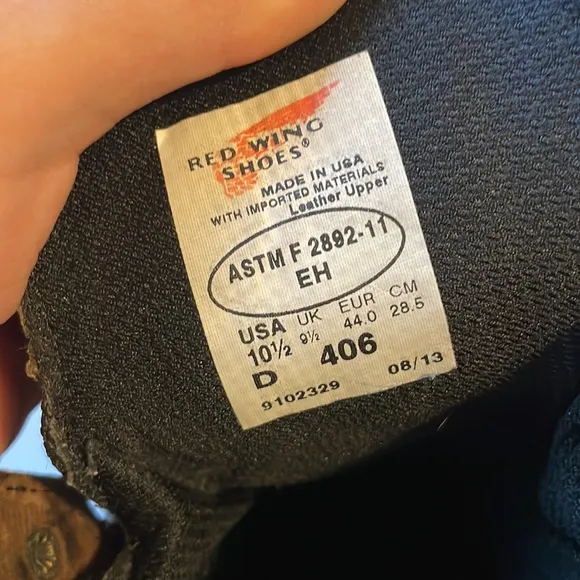 RED WING
SHOES®
MADE IN USA
WITH IMPORTED MATERIALS
Leather Upper
ASTM F 2892-11
EH
USA UK EUR CM
10½ 9½ 44.0 28.5
D 406
9102329 08/13